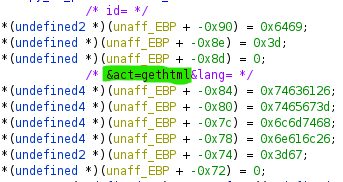 /* id= */
*(undefined2 *)(unaff_EBP + -0x90) = 0x6469;
*(undefined *)(unaff_EBP + -0x8e) = 0x3d;
*(undefined *)(unaff_EBP + -0x8d) = 0;
/* &act=gethtml&lang= */
*(undefined4 *)(unaff_EBP + -0x84) = 0x74636126;
*(undefined4 *)(unaff_EBP + -0x80) = 0x7465673d;
*(undefined4 *)(unaff_EBP + -0x7c) = 0x6c6d7468;
*(undefined4 *)(unaff_EBP + -0x78) = 0x6e616c26;
*(undefined2 *)(unaff_EBP + -0x74) = 0x3d67;
*(undefined *)(unaff_EBP + -0x72) = 0;